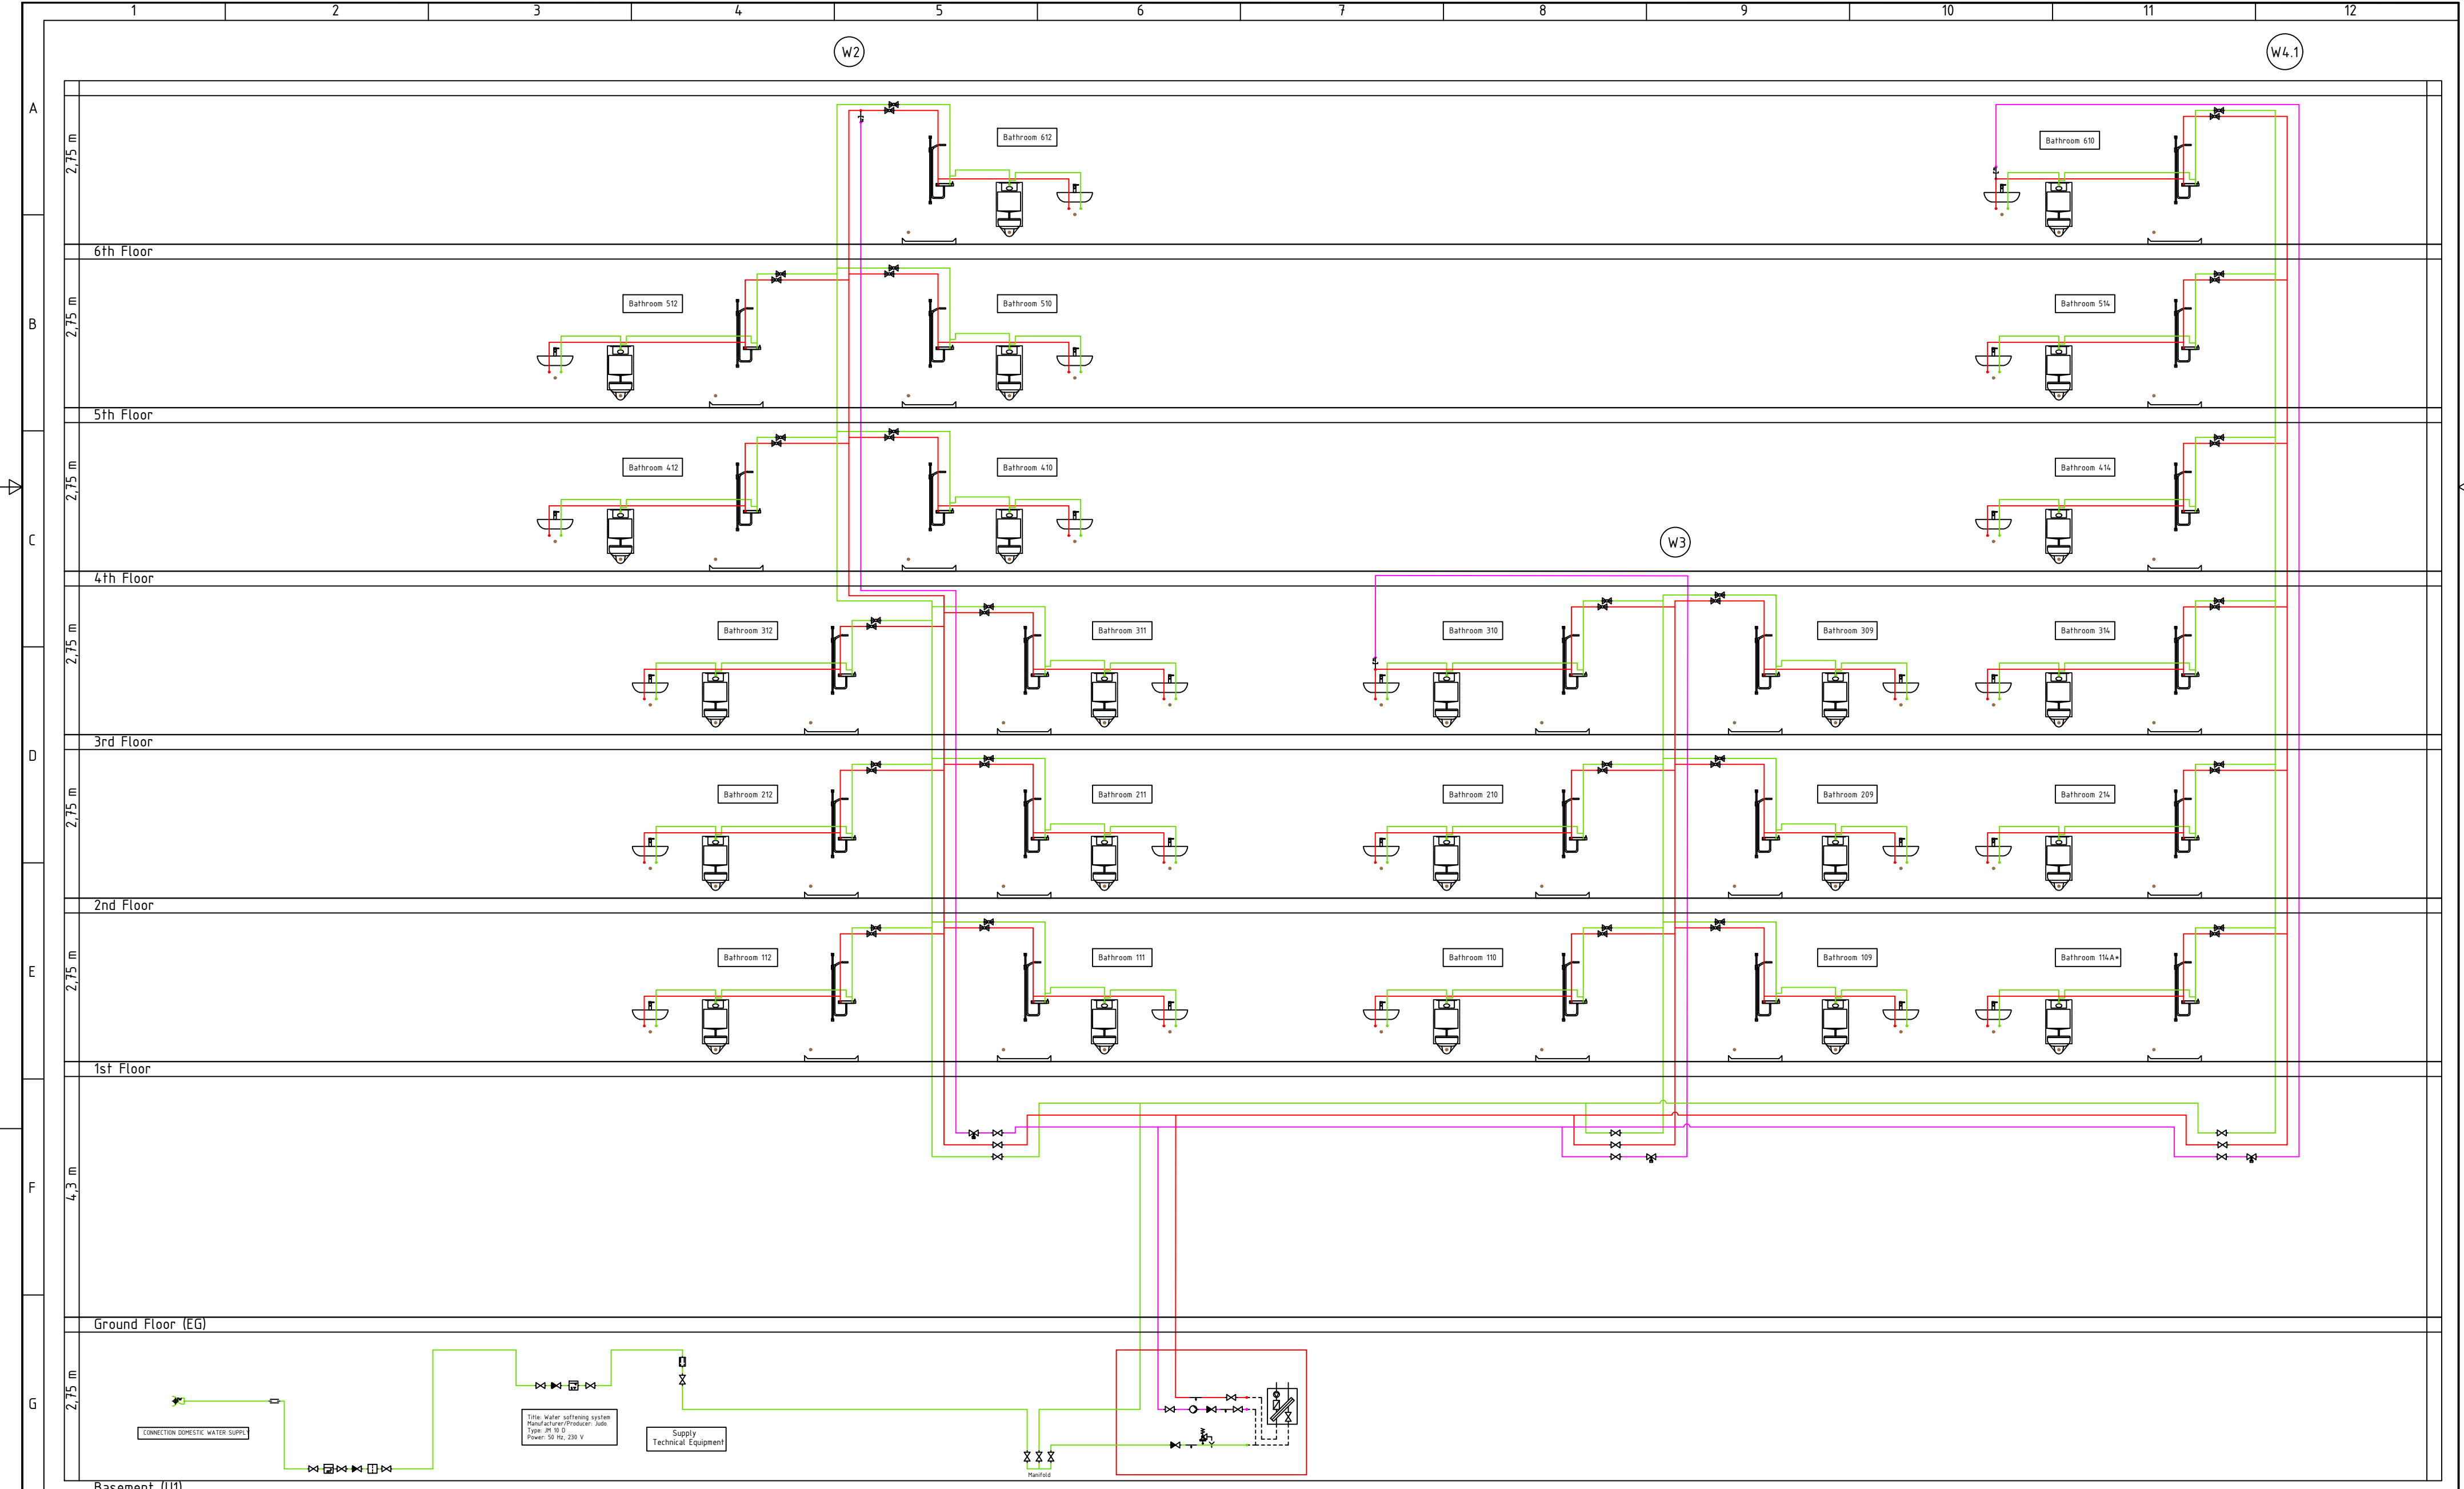 1 2 3 4 5 6 7 8 9 10 11 12
W2 W4.1
A
2,75 m
Bathroom 612 Bathroom 610
6th Floor
B
2,75 m
Bathroom 512 Bathroom 510 Bathroom 514
5th Floor
2,75 m
Bathroom 412 Bathroom 410 Bathroom 414
C
W3
4th Floor
2,75 m
Bathroom 312 Bathroom 311 Bathroom 310 Bathroom 309 Bathroom 314
3rd Floor
D
2,75 m
Bathroom 212 Bathroom 211 Bathroom 210 Bathroom 209 Bathroom 214
2nd Floor
E
2,75 m
Bathroom 112 Bathroom 111 Bathroom 110 Bathroom 109 Bathroom 114A*
1st Floor
F
4,3 m
Ground Floor (EG)
G
2,75 m
CONNECTION DOMESTIC WATER SUPPLY
Title: Water softening system
Manufacturer/Producer: Judo
Type: JM 10 D
Power: 50 Hz, 230 V
Supply
Technical Equipment
Manifold
Basement (U1)